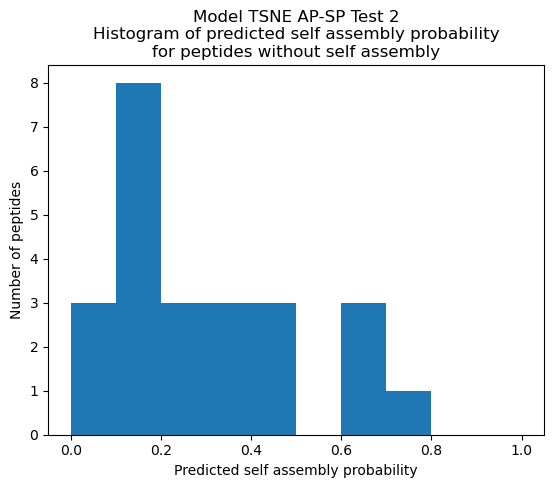 Model TSNE AP-SP Test 2
Histogram of predicted self assembly probability
for peptides without self assembly
8
7
6
5
4
3
2
1
0
Number of peptides
0.0 0.2 0.4 0.6 0.8 1.0
Predicted self assembly probability